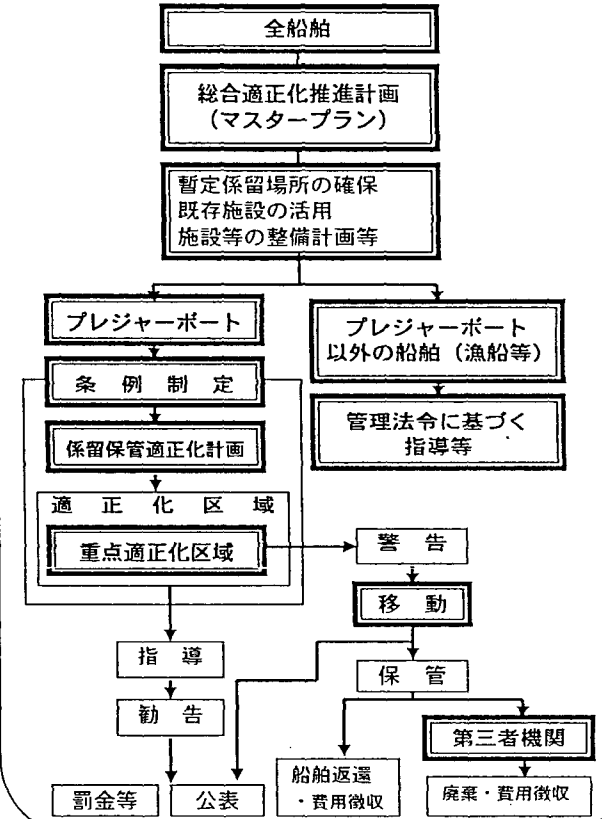 全船舶
総合適正化推進計画
（マスタープラン）
暫定係留場所の確保
既存施設の活用
施設等の整備計画等
プレジャーボート
プレジャーボート
以外の船舶（漁船等）
条例制定
管理法令に基づく
指導等
係留保管適正化計画
適正化区域
重点適正化区域
警告
移動
指導
保管
勧告
第三者機関
船舶返還
・費用徴収
廃棄・費用徴収
罰金等
公表